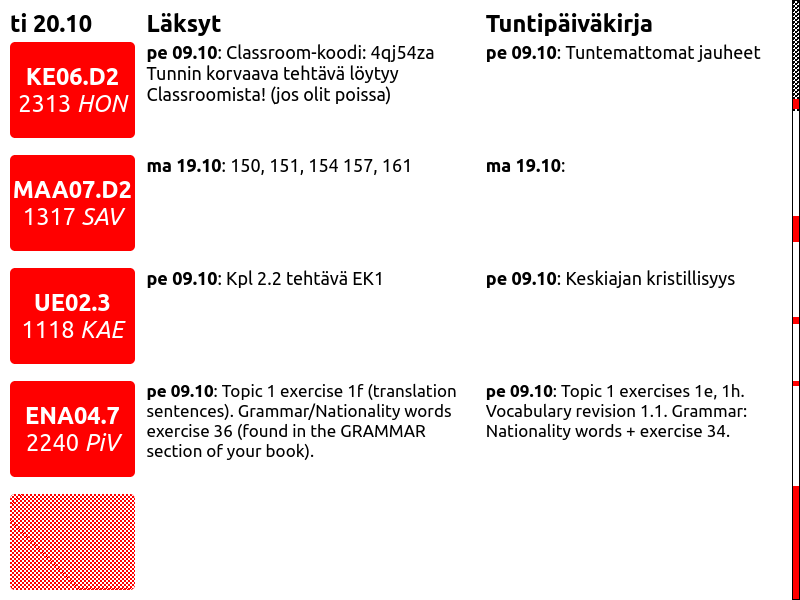 ti 20.10
Läksyt
Tuntipäiväkirja
KE06.D2
2313 HON
pe 09.10: Classroom-koodi: 4qj54za
Tunnin korvaava tehtävä löytyy
Classroomista! (jos olit poissa)
pe 09.10: Tuntemattomat jauheet
MAA07.D2
1317 SAV
ma 19.10: 150, 151, 154 157, 161
ma 19.10:
UE02.3
1118 KAE
pe 09.10: Kpl 2.2 tehtävä EK1
pe 09.10: Keskiajan kristillisyys
ENA04.7
2240 PiV
pe 09.10: Topic 1 exercise 1f (translation
sentences). Grammar/Nationality words
exercise 36 (found in the GRAMMAR
section of your book).
pe 09.10: Topic 1 exercises 1e, 1h.
Vocabulary revision 1.1. Grammar:
Nationality words + exercise 34.